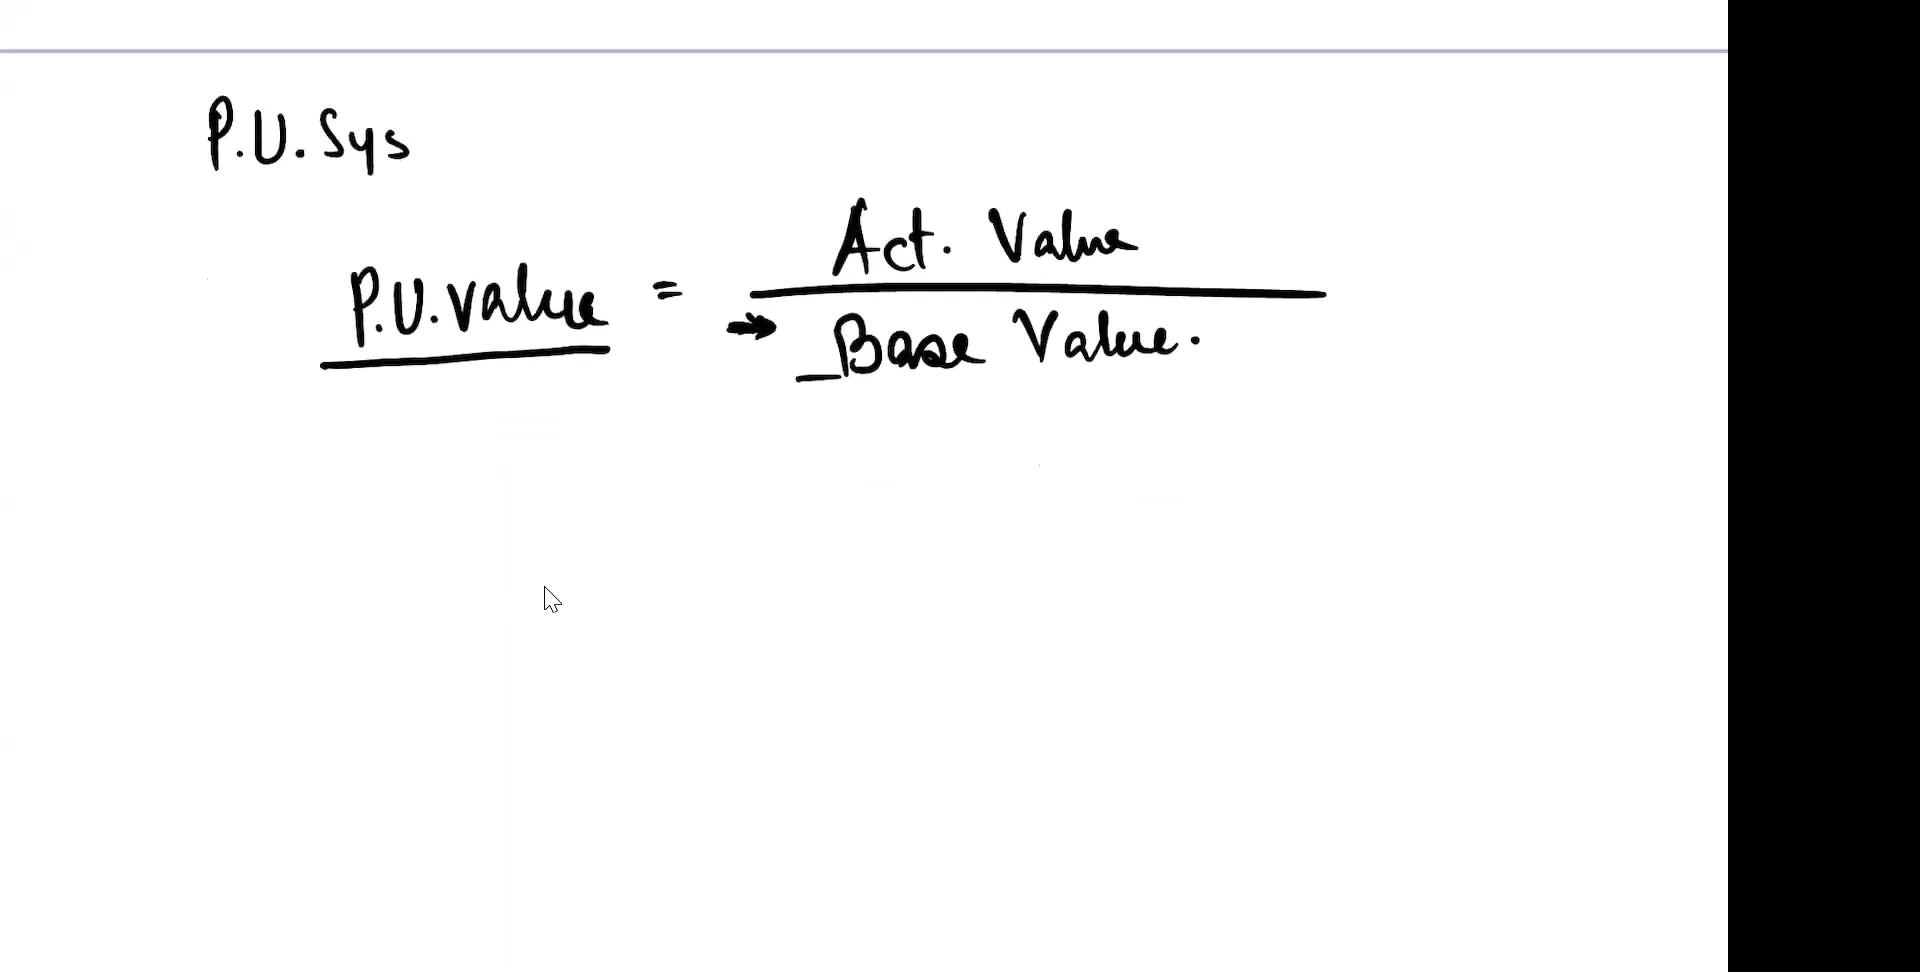 P.U. Sys
P.U. value = Act. Value
Base Value.